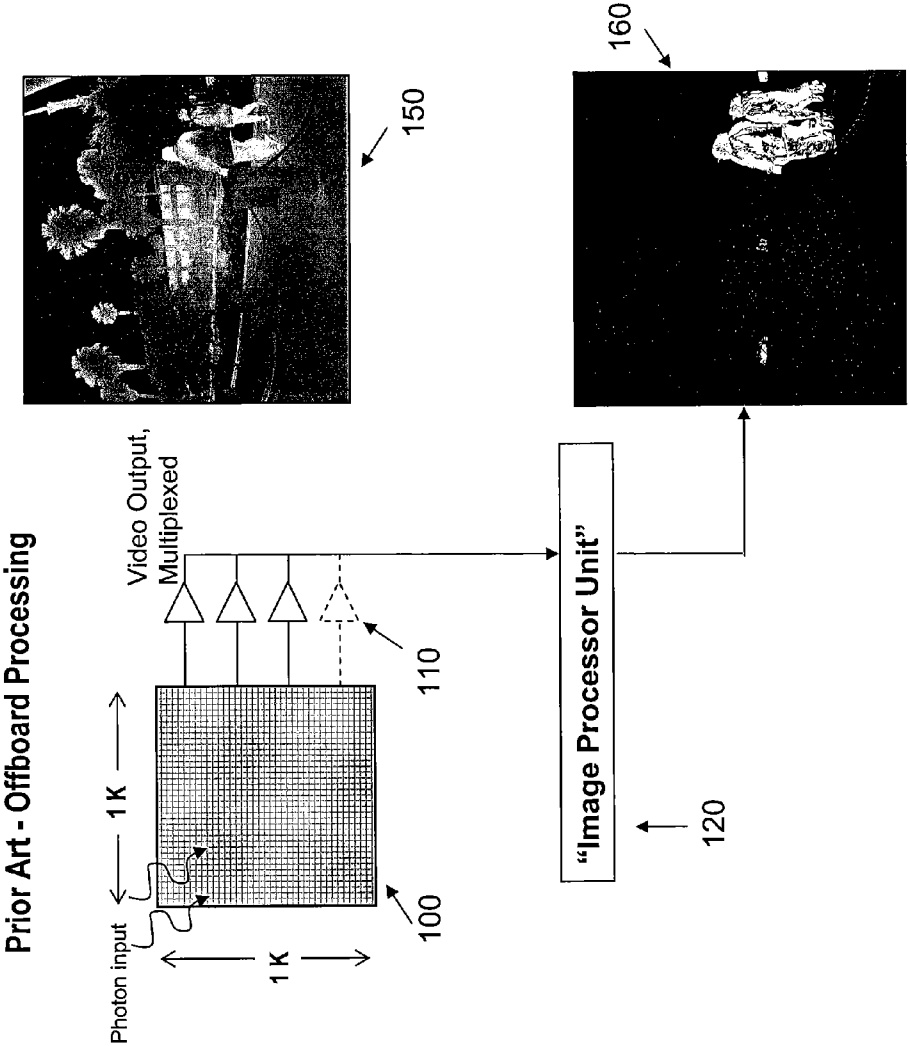 Prior Art - Offboard Processing
Photon input
1 K
1 K
100
Video Output,
Multiplexed
110
"Image Processor Unit"
120
150
160